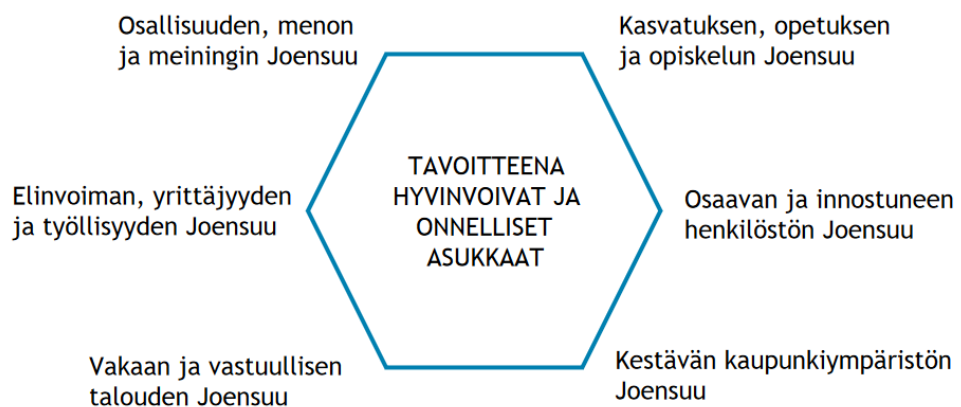 Osallisuuden, menon
ja meiningin Joensuu
Kasvatuksen, opetuksen
ja opiskelun Joensuu
Elinvoiman, yrittäjyyden
ja työllisyyden Joensuu
TAVOITTEENA
HYVINVOIVAT JA
ONNELLISET
ASUKKAAT
Osaavan ja innostuneen
henkilöstön Joensuu
Vakaan ja vastuullisen
talouden Joensuu
Kestävän kaupunkiympäristön
Joensuu